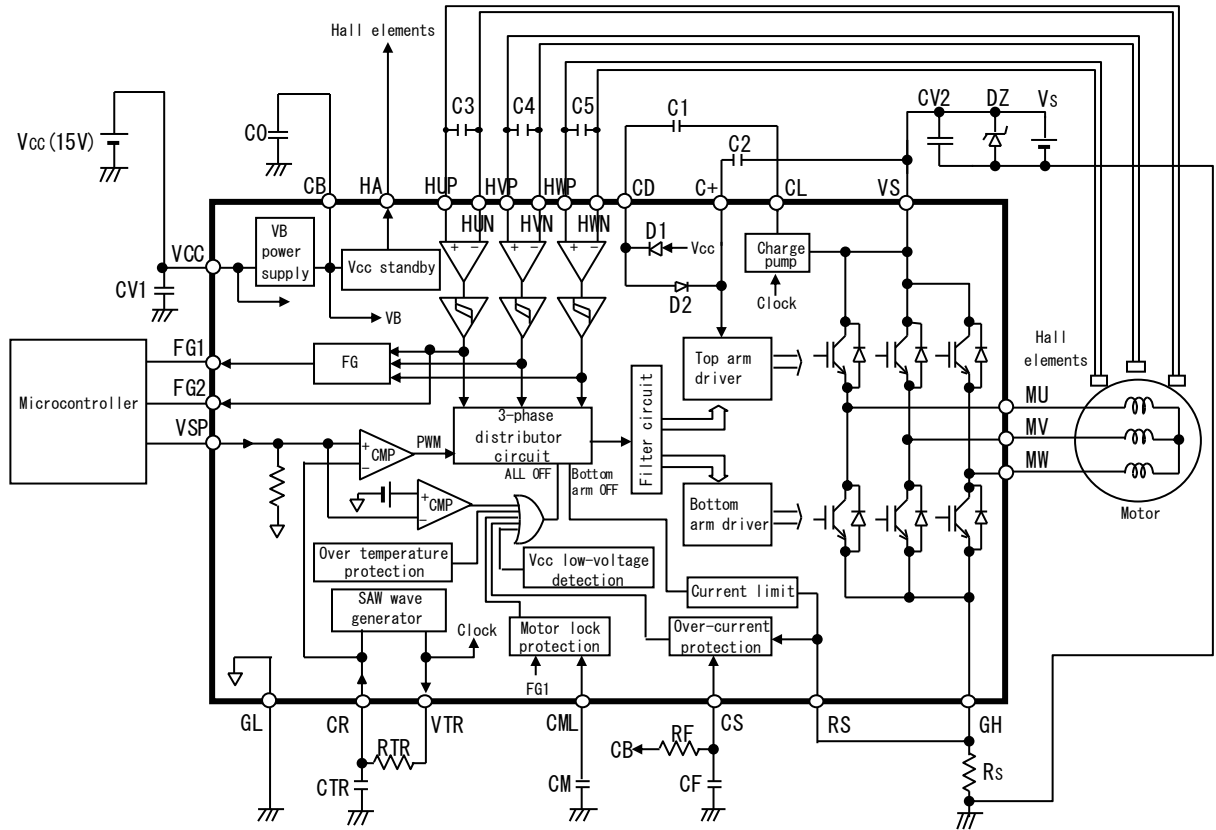 Hall elements
C3
C4
C5
C1
C2
CV2
DZ
Vs
Vcc(15V)
C0
CB
HA
HUP
HVP
HWP
CD
C+
CL
VS
HUN
HVN
HWN
VCC
VB
power
supply
Vcc standby
D1
Vcc
D2
Charge
pump
Clock
CV1
VB
FG1
FG
FG2
Microcontroller
VSP
Top arm
driver
Hall
elements
MU
MV
MW
Motor
3-phase
distributor
circuit
Filter circuit
+
-
CMP
PWM
ALL OFF
Bottom
arm OFF
+
-
CMP
Bottom
arm driver
Over temperature
protection
Vcc low-voltage
detection
SAW wave
generator
Clock
Current limit
Motor lock
protection
Over-current
protection
FG1
GL
CR
VTR
CML
CS
RS
GH
RTR
CTR
CM
CB
RF
CF
Rs